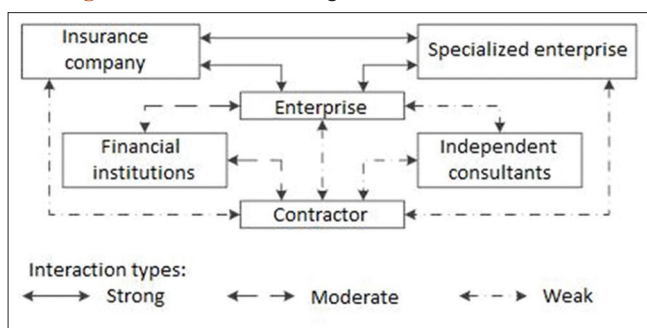 Insurance
company
Specialized enterprise
Enterprise
Financial
institutions
Independent
consultants
Contractor
Interaction types:
Strong
Moderate
Weak